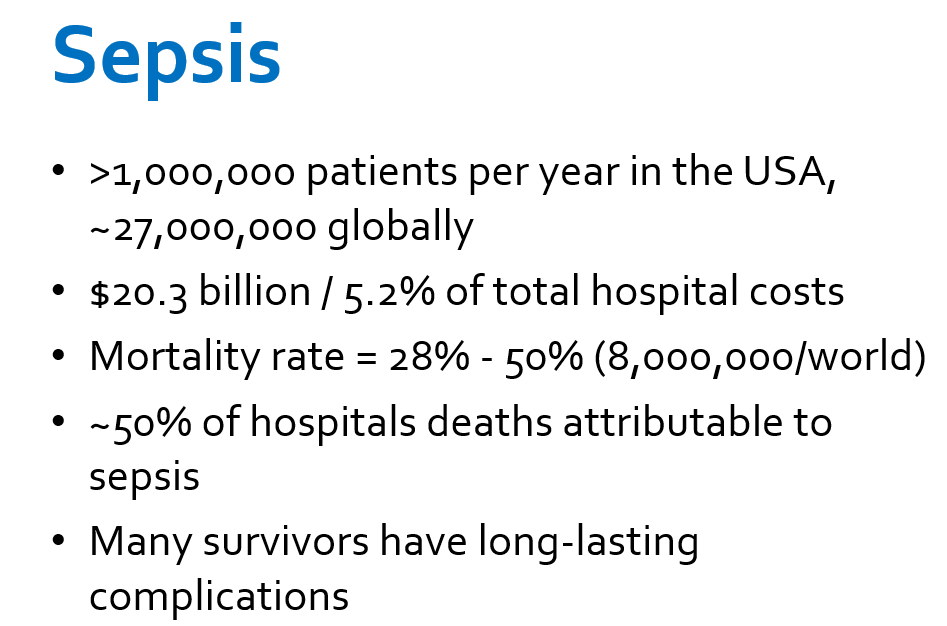 Sepsis
• >1,000,000 patients per year in the USA,
~27,000,000 globally
• $20.3 billion / 5.2% of total hospital costs
• Mortality rate = 28% - 50% (8,000,000/world)
• ~50% of hospitals deaths attributable to
sepsis
• Many survivors have long-lasting
complications